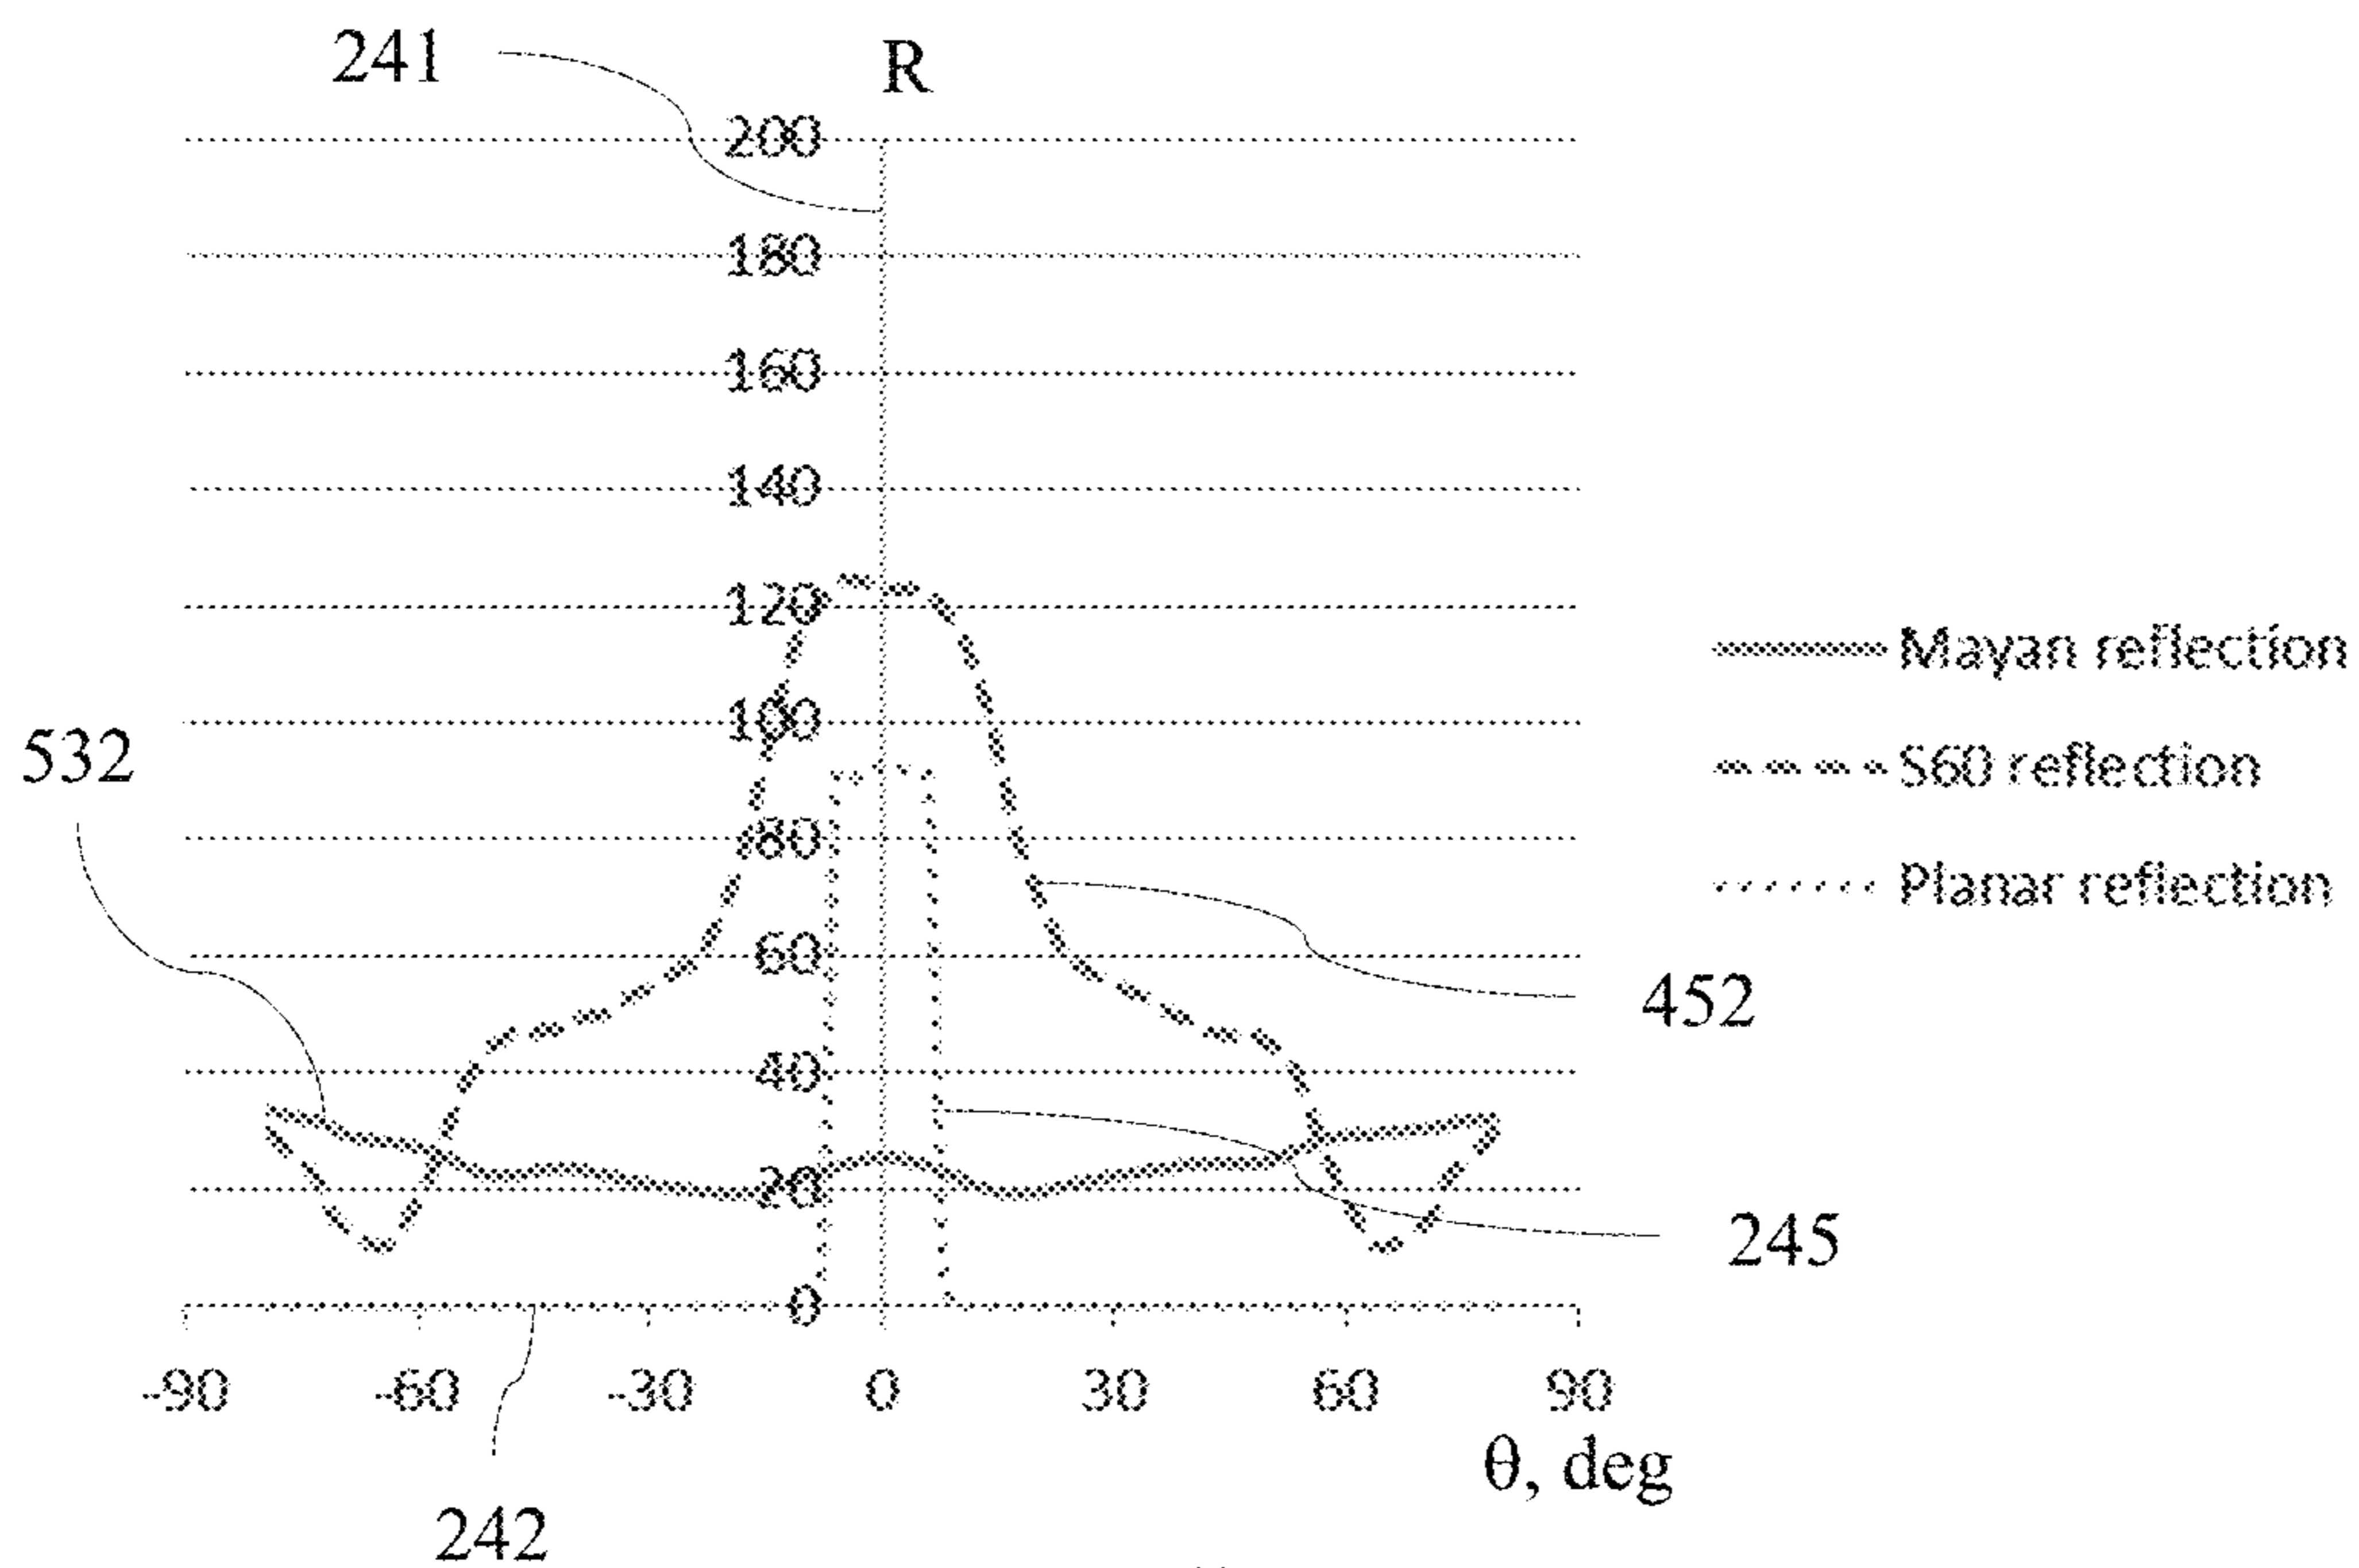 241
R
200
180
160
140
120
100
80
60
40
20
0
532
Mayan reflection
S60 reflection
Planar reflection
452
245
-90 -60 -30 0 30 60 90
θ, deg
242